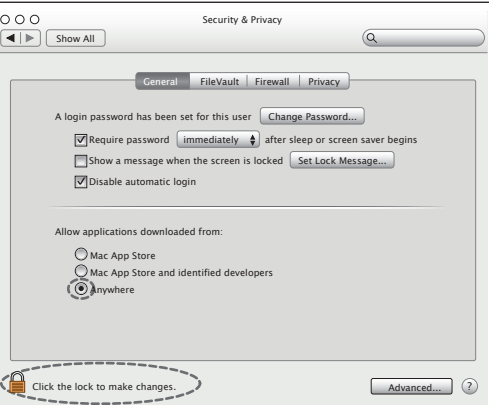 Security & Privacy
Show All
General FileVault Firewall Privacy
A login password has been set for this user Change Password...
Require password immediately after sleep or screen saver begins
Show a message when the screen is locked Set Lock Message...
Disable automatic login
Allow applications downloaded from:
Mac App Store
Mac App Store and identified developers
Anywhere
Click the lock to make changes. Advanced... ?